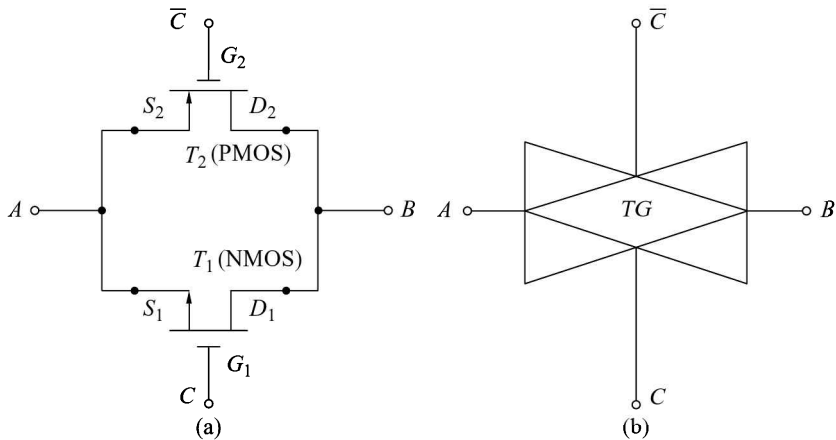 C̅
G₂
S₂ D₂
T₂(PMOS)
A B
T₁(NMOS)
S₁ D₁
G₁
C
(a)
C̅
A TG B
C
(b)